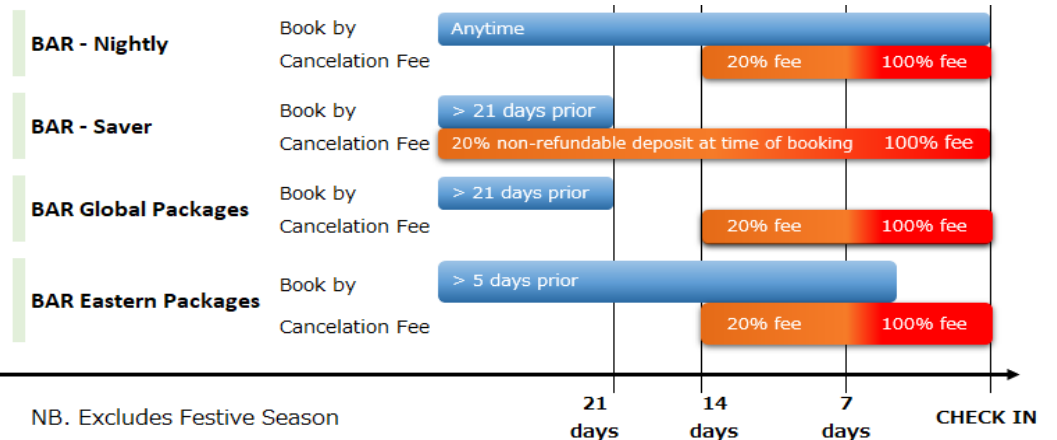 BAR - Nightly
Book by
Anytime
Cancelation Fee
20% fee
100% fee
BAR - Saver
Book by
> 21 days prior
Cancelation Fee
20% non-refundable deposit at time of booking
100% fee
BAR Global Packages
Book by
> 21 days prior
Cancelation Fee
20% fee
100% fee
BAR Eastern Packages
Book by
> 5 days prior
Cancelation Fee
20% fee
100% fee
NB. Excludes Festive Season
21
days
14
days
7
days
CHECK IN